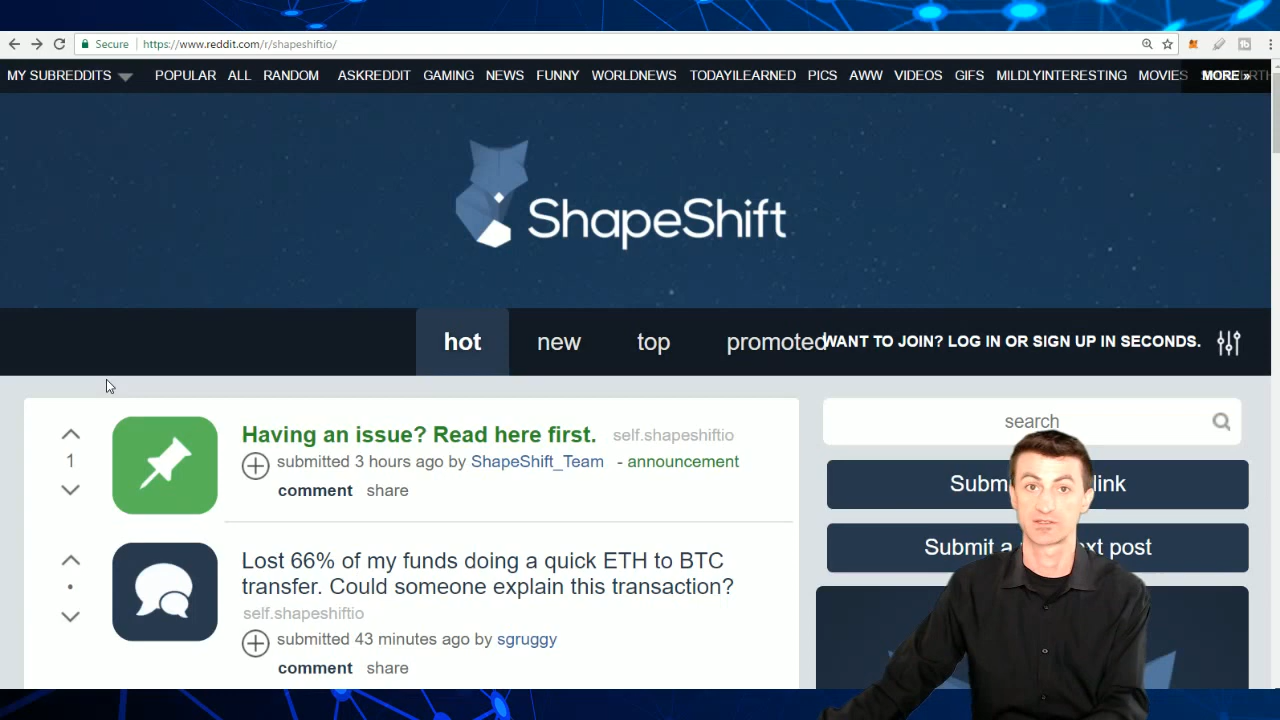 Secure https://www.reddit.com/r/shapeshiftio/
MY SUBREDDITS POPULAR ALL RANDOM ASKREDDIT GAMING NEWS FUNNY WORLDNEWS TODAYILEARNED PICS AWW VIDEOS GIFS MILDLYINTERESTING MOVIES MORE »
ShapeShift
hot new top promoted WANT TO JOIN? LOG IN OR SIGN UP IN SECONDS.
Having an issue? Read here first. self.shapeshiftio
search
1
submitted 3 hours ago by ShapeShift_Team - announcement
comment share
link
Lost 66% of my funds doing a quick ETH to BTC
transfer. Could someone explain this transaction?
Submit a post
self.shapeshiftio
submitted 43 minutes ago by sgruggy
comment share